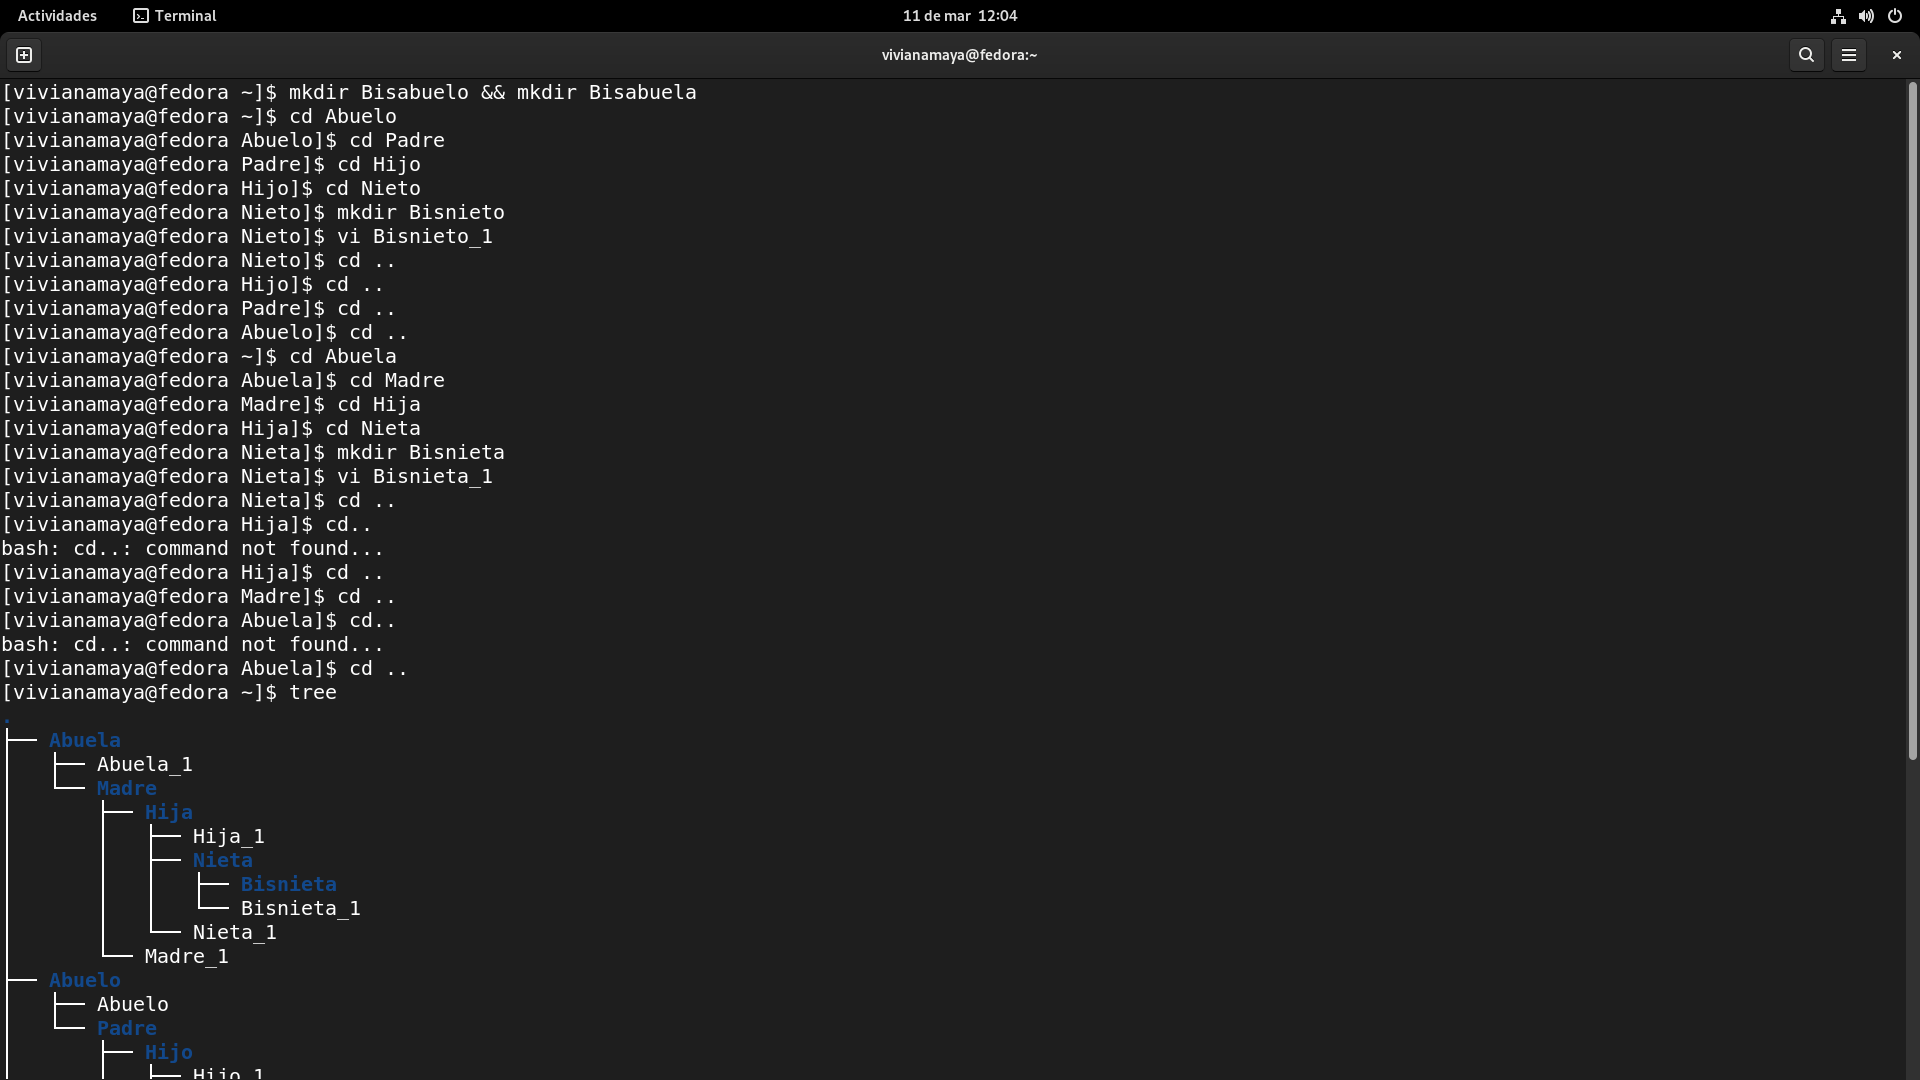 Actividades Terminal 11 de mar 12:04
vivianamaya@fedora:~
[vivianamaya@fedora ~]$ mkdir Bisabuelo && mkdir Bisabuela
[vivianamaya@fedora ~]$ cd Abuelo
[vivianamaya@fedora Abuelo]$ cd Padre
[vivianamaya@fedora Padre]$ cd Hijo
[vivianamaya@fedora Hijo]$ cd Nieto
[vivianamaya@fedora Nieto]$ mkdir Bisnieto
[vivianamaya@fedora Nieto]$ vi Bisnieto_1
[vivianamaya@fedora Nieto]$ cd ..
[vivianamaya@fedora Hijo]$ cd ..
[vivianamaya@fedora Padre]$ cd ..
[vivianamaya@fedora Abuelo]$ cd ..
[vivianamaya@fedora ~]$ cd Abuela
[vivianamaya@fedora Abuela]$ cd Madre
[vivianamaya@fedora Madre]$ cd Hija
[vivianamaya@fedora Hija]$ cd Nieta
[vivianamaya@fedora Nieta]$ mkdir Bisnieta
[vivianamaya@fedora Nieta]$ vi Bisnieta_1
[vivianamaya@fedora Nieta]$ cd ..
[vivianamaya@fedora Hija]$ cd..
bash: cd..: command not found...
[vivianamaya@fedora Hija]$ cd ..
[vivianamaya@fedora Madre]$ cd ..
[vivianamaya@fedora Abuela]$ cd..
bash: cd..: command not found...
[vivianamaya@fedora Abuela]$ cd ..
[vivianamaya@fedora ~]$ tree
.
├── Abuela
│   ├── Abuela_1
│   └── Madre
│       ├── Hija
│       │   ├── Hija_1
│       │   ├── Nieta
│       │   │   ├── Bisnieta
│       │   │   └── Bisnieta_1
│       │   └── Nieta_1
│       └── Madre_1
├── Abuelo
│   ├── Abuelo
│   └── Padre
│       ├── Hijo
│       │   ├── Hijo_1